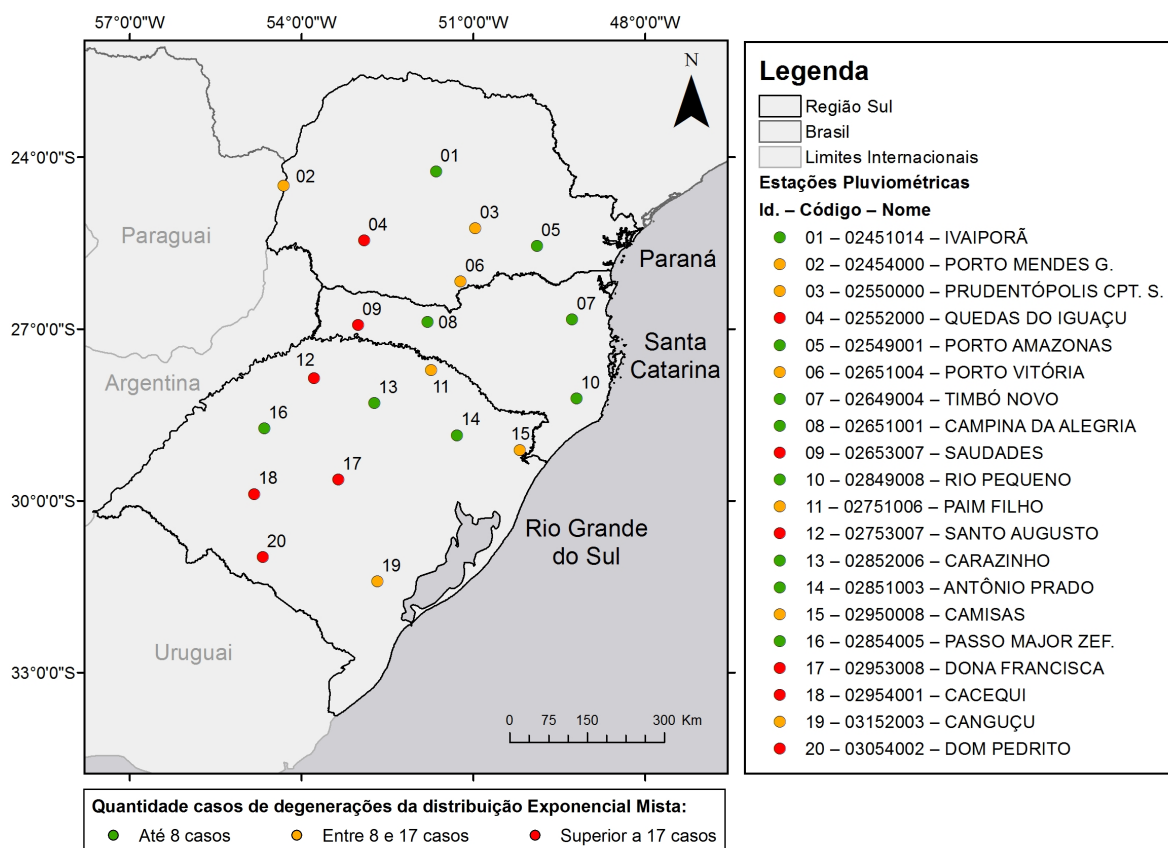 57°0'0"W 54°0'0"W 51°0'0"W 48°0'0"W
24°0'0"S
27°0'0"S
30°0'0"S
33°0'0"S
N
01
02
03
04
05
06
07
08
09
10
11
12
13
14
15
16
17
18
19
20
Paraguai
Paraná
Santa
Catarina
Argentina
Rio Grande
do Sul
Uruguai
0 75 150 300 Km
Legenda
Região Sul
Brasil
Limites Internacionais
Estações Pluviométricas
Id. – Código – Nome
01 – 02451014 – IVAIPORÃ
02 – 02454000 – PORTO MENDES G.
03 – 02550000 – PRUDENTÓPOLIS CPT. S.
04 – 02552000 – QUEDAS DO IGUAÇU
05 – 02549001 – PORTO AMAZONAS
06 – 02651004 – PORTO VITÓRIA
07 – 02649004 – TIMBÓ NOVO
08 – 02651001 – CAMPINA DA ALEGRIA
09 – 02653007 – SAUDADES
10 – 02849008 – RIO PEQUENO
11 – 02751006 – PAIM FILHO
12 – 02753007 – SANTO AUGUSTO
13 – 02852006 – CARAZINHO
14 – 02851003 – ANTÔNIO PRADO
15 – 02950008 – CAMISAS
16 – 02854005 – PASSO MAJOR ZEF.
17 – 02953008 – DONA FRANCISCA
18 – 02954001 – CACEQUI
19 – 03152003 – CANGUÇU
20 – 03054002 – DOM PEDRITO
Quantidade casos de degenerações da distribuição Exponencial Mista:
Até 8 casos Entre 8 e 17 casos Superior a 17 casos